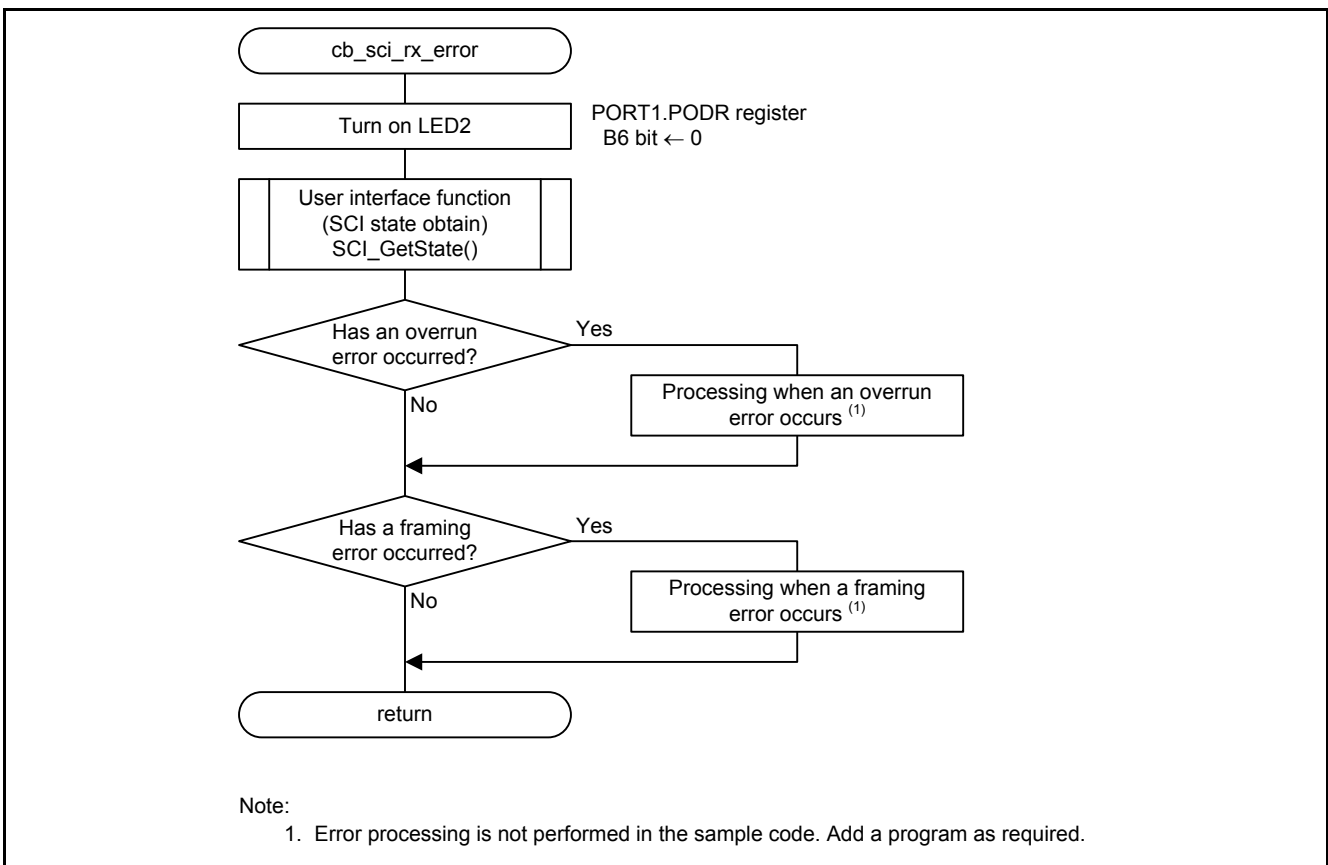 cb_sci_rx_error
Turn on LED2
PORT1.PODR register
B6 bit ← 0
User interface function
(SCI state obtain)
SCI_GetState()
Has an overrun
error occurred?
Yes
No
Processing when an overrun
error occurs (1)
Has a framing
error occurred?
Yes
No
Processing when a framing
error occurs (1)
return
Note:
1. Error processing is not performed in the sample code. Add a program as required.